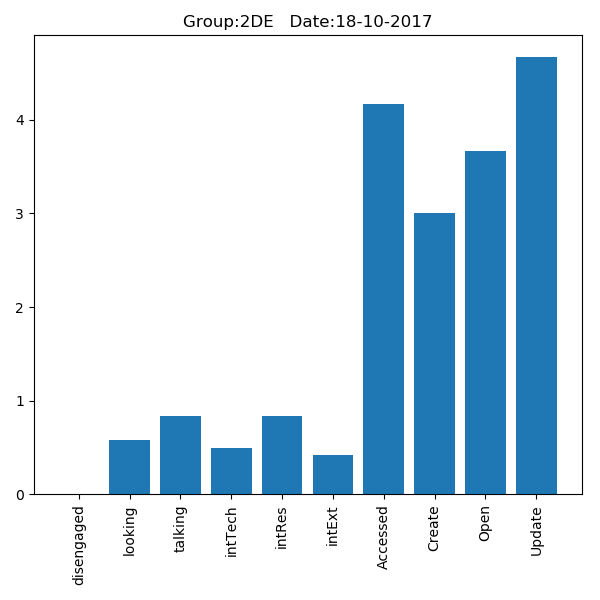 Group:2DE   Date:18-10-2017
4
3
2
1
0
disengaged
looking
talking
intTech
intRes
intExt
Accessed
Create
Open
Update